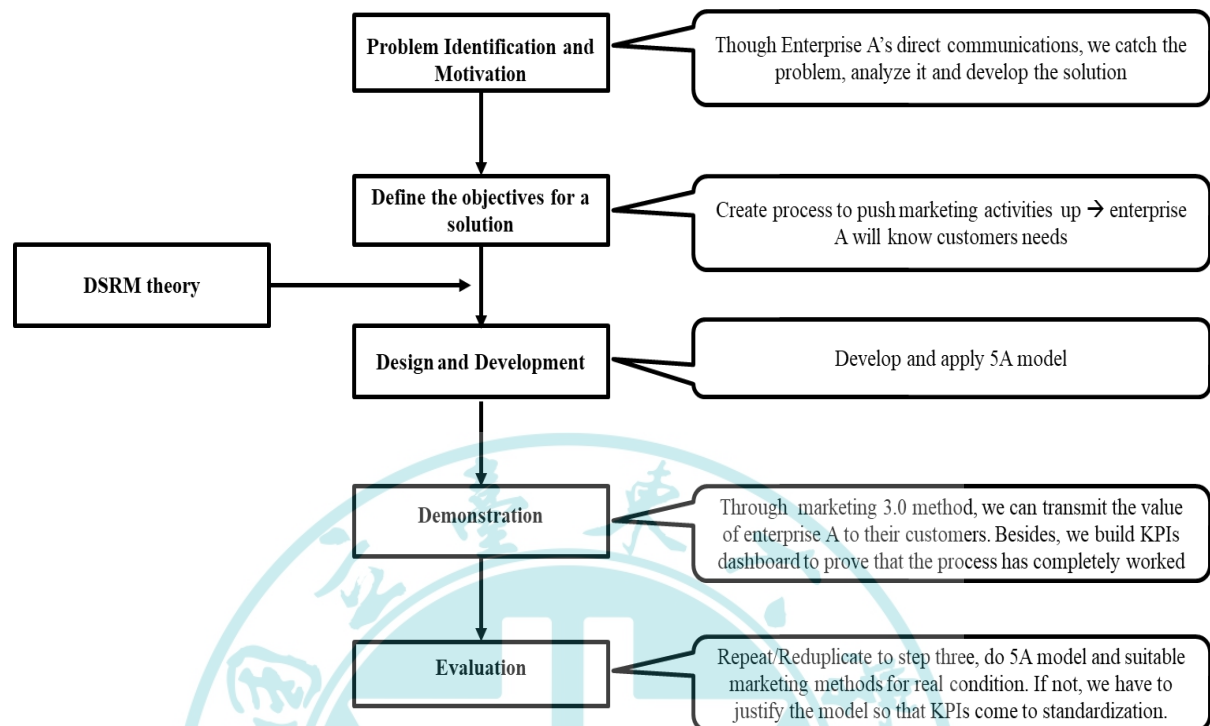 Problem Identification and
Motivation
Though Enterprise A's direct communications, we catch the
problem, analyze it and develop the solution
Define the objectives for a
solution
Create process to push marketing activities up → enterprise
A will know customers needs
DSRM theory
Design and Development
Develop and apply 5A model
Demonstration
Through marketing 3.0 method, we can transmit the value
of enterprise A to their customers. Besides, we build KPIs
dashboard to prove that the process has completely worked
Evaluation
Repeat/Reduplicate to step three, do 5A model and suitable
marketing methods for real condition. If not, we have to
justify the model so that KPIs come to standardization.
臺
東